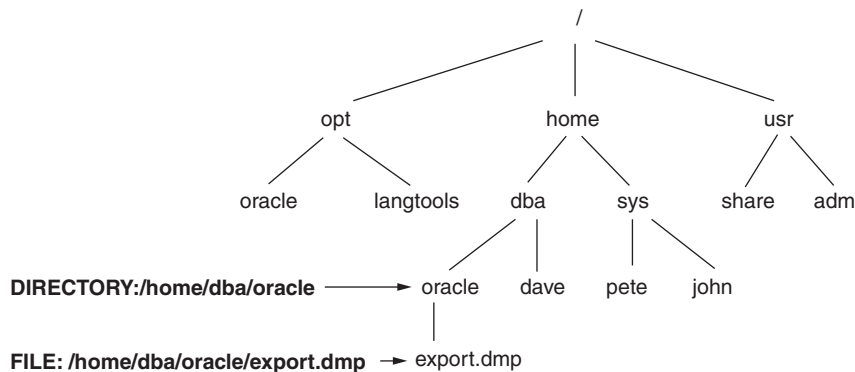 /
opt home usr
oracle langtools dba sys share adm
DIRECTORY:/home/dba/oracle oracle dave pete john
FILE: /home/dba/oracle/export.dmp export.dmp